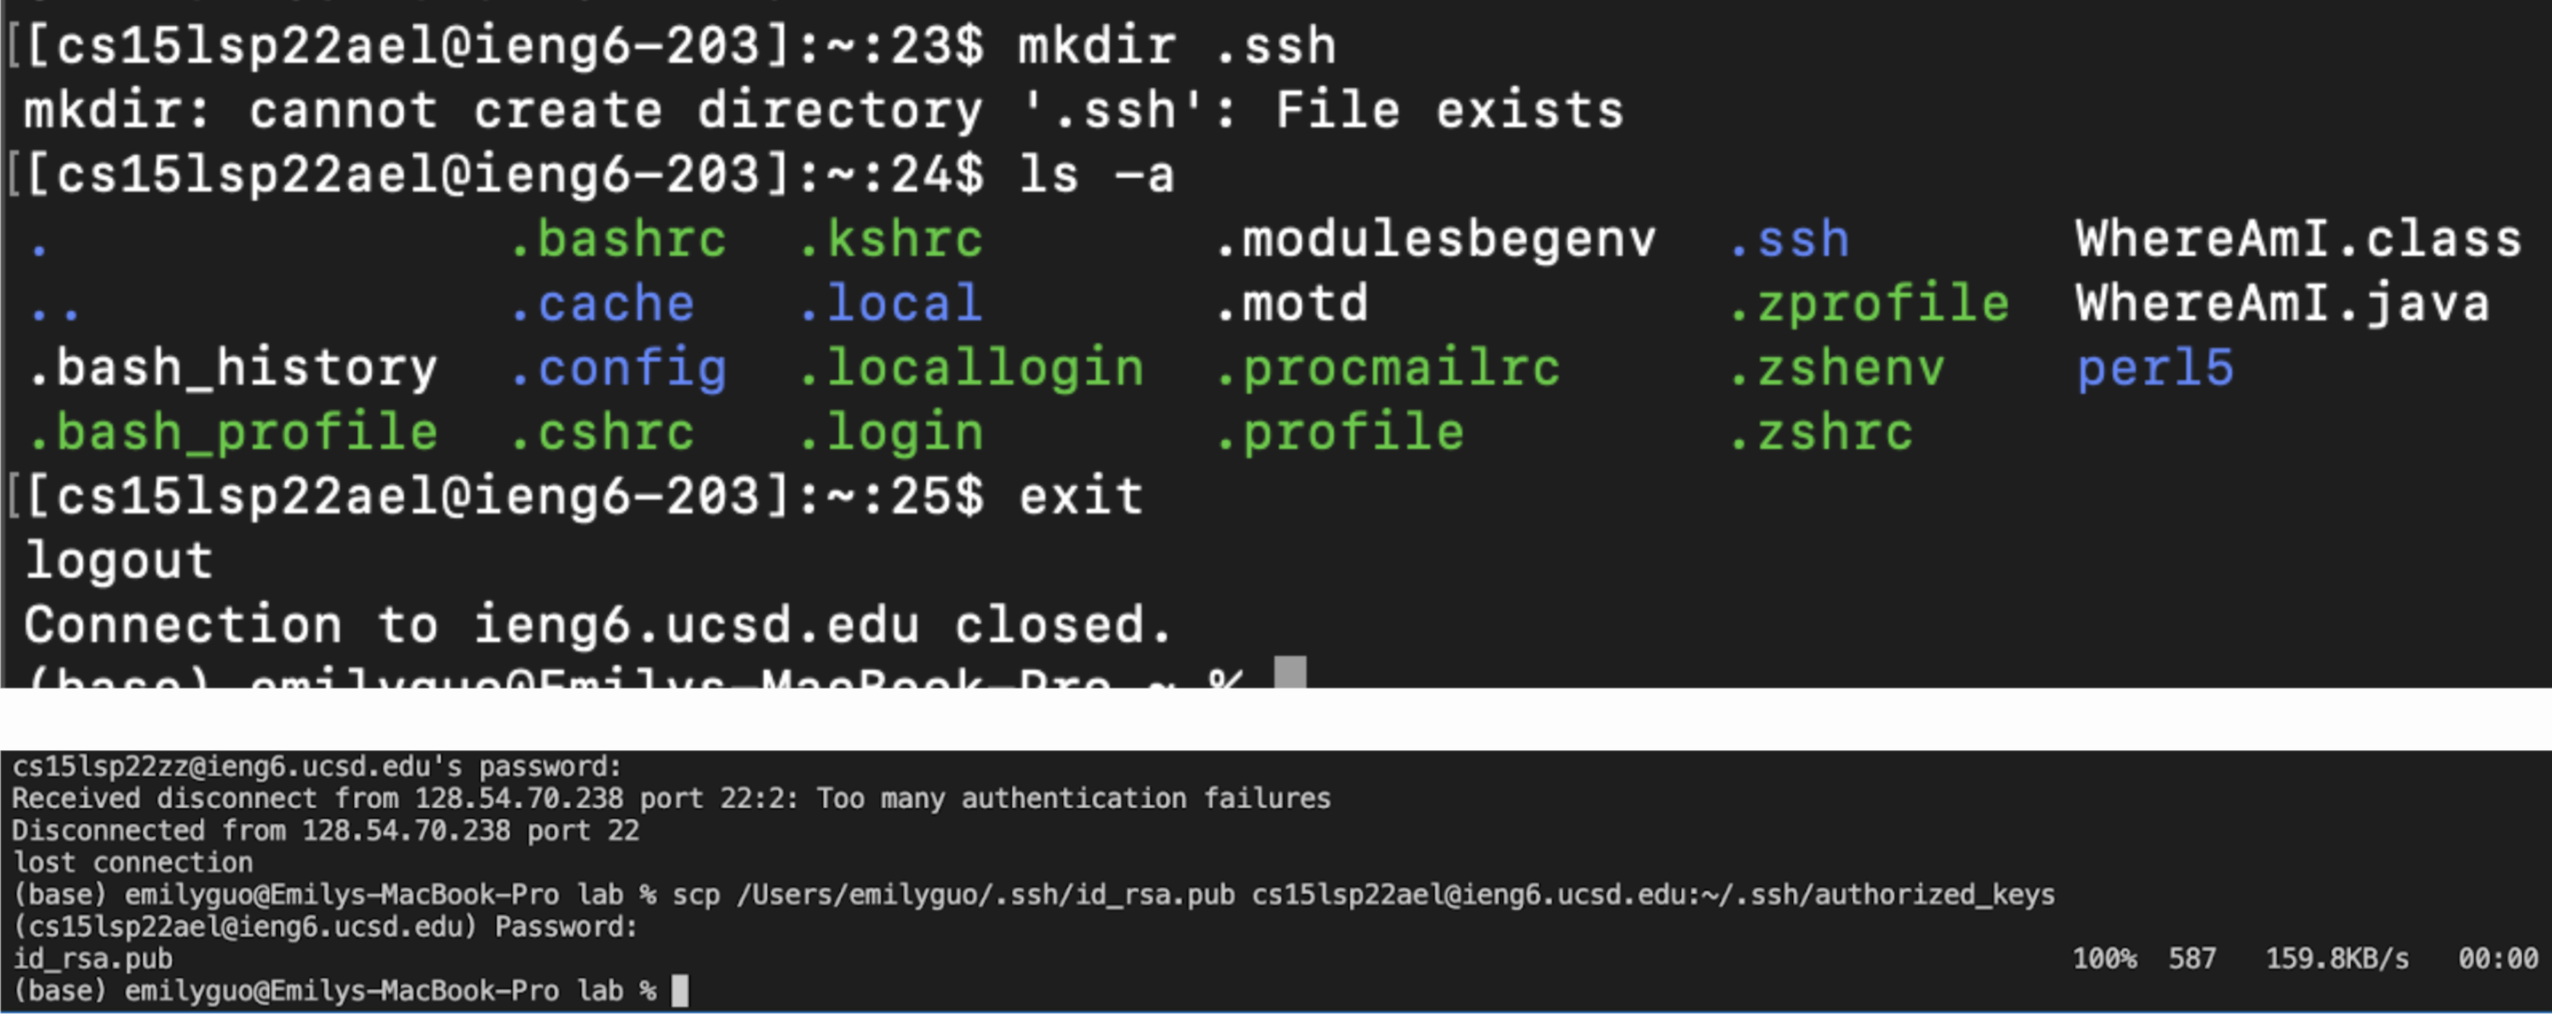 [[cs15lsp22ael@ieng6-203]:~:23$ mkdir .ssh
mkdir: cannot create directory '.ssh': File exists
[[cs15lsp22ael@ieng6-203]:~:24$ ls -a
. .bashrc .kshrc .modulesbegenv .ssh WhereAmI.class
.. .cache .local .motd .zprofile WhereAmI.java
.bash_history .config .locallogin .procmailrc .zshenv perl5
.bash_profile .cshrc .login .profile .zshrc
[[cs15lsp22ael@ieng6-203]:~:25$ exit
logout
Connection to ieng6.ucsd.edu closed.
(base) emilyguo@Emilys-MacBook-Pro ~ %
cs15lsp22zz@ieng6.ucsd.edu's password:
Received disconnect from 128.54.70.238 port 22:2: Too many authentication failures
Disconnected from 128.54.70.238 port 22
lost connection
(base) emilyguo@Emilys-MacBook-Pro lab % scp /Users/emilyguo/.ssh/id_rsa.pub cs15lsp22ael@ieng6.ucsd.edu:~/.ssh/authorized_keys
(cs15lsp22ael@ieng6.ucsd.edu) Password:
id_rsa.pub 100% 587 159.8KB/s 00:00
(base) emilyguo@Emilys-MacBook-Pro lab %